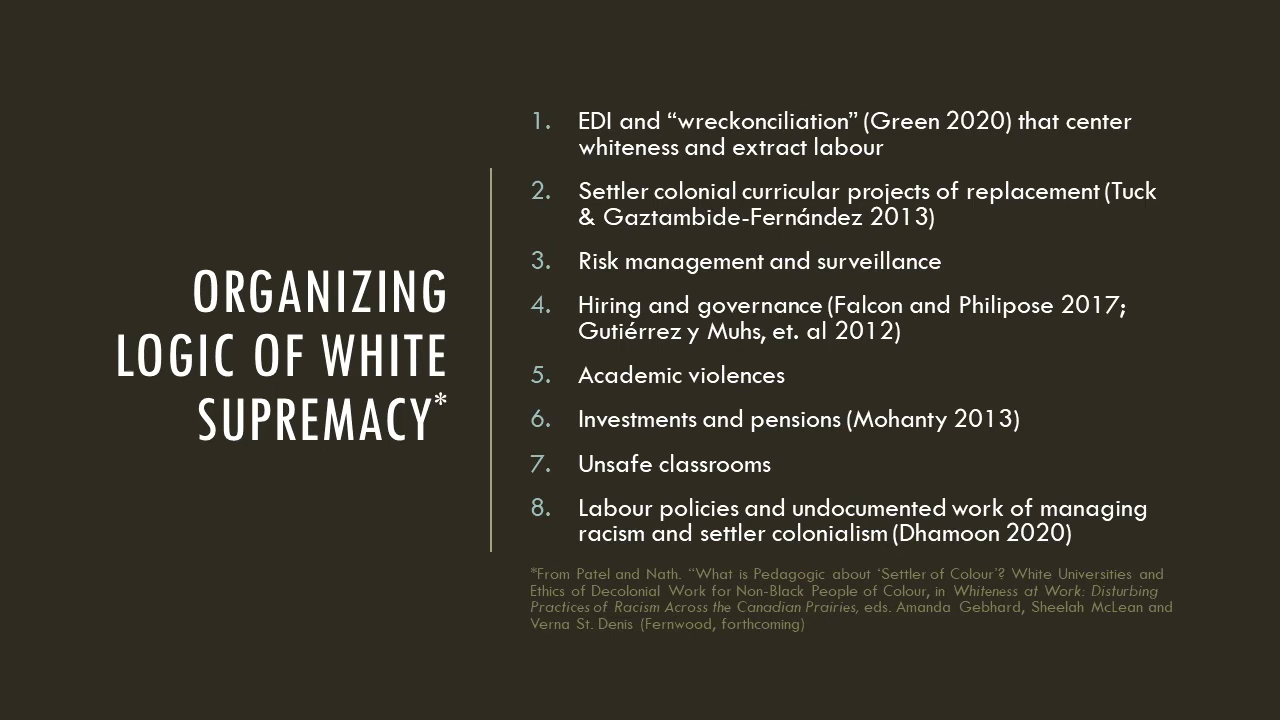 ORGANIZING
LOGIC OF WHITE
SUPREMACY*
1. EDI and “wreckonciliation” (Green 2020) that center
whiteness and extract labour
2. Settler colonial curricular projects of replacement (Tuck
& Gaztambide-Fernández 2013)
3. Risk management and surveillance
4. Hiring and governance (Falcon and Philipose 2017;
Gutiérrez y Muhs, et. al 2012)
5. Academic violences
6. Investments and pensions (Mohanty 2013)
7. Unsafe classrooms
8. Labour policies and undocumented work of managing
racism and settler colonialism (Dhamoon 2020)
*From Patel and Nath. “What is Pedagogic about ‘Settler of Colour’? White Universities and
Ethics of Decolonial Work for Non-Black People of Colour, in Whiteness at Work: Disturbing
Practices of Racism Across the Canadian Prairies, eds. Amanda Gebhard, Sheelah McLean and
Verna St. Denis (Fernwood, forthcoming)